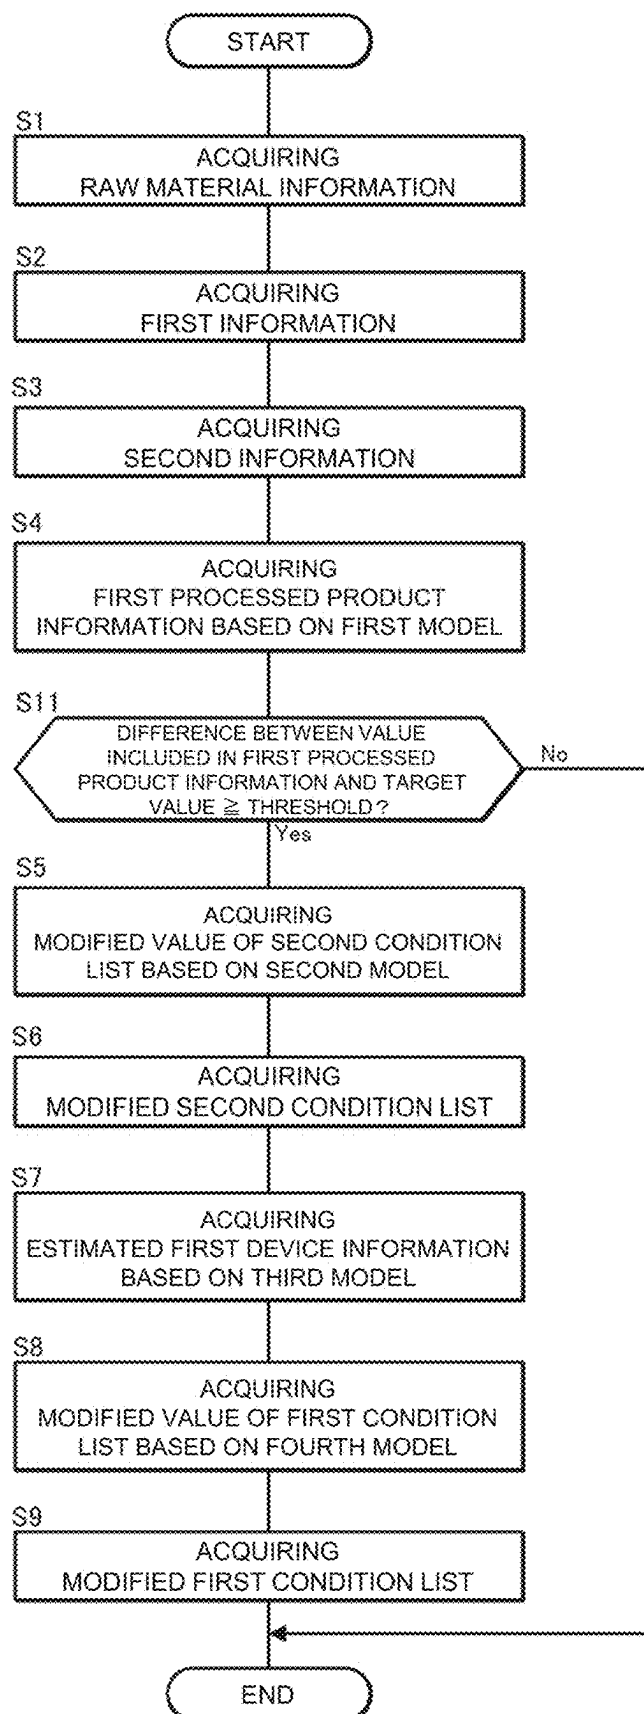 START
S1
ACQUIRING
RAW MATERIAL INFORMATION
S2
ACQUIRING
FIRST INFORMATION
S3
ACQUIRING
SECOND INFORMATION
S4
ACQUIRING
FIRST PROCESSED PRODUCT
INFORMATION BASED ON FIRST MODEL
S11
DIFFERENCE BETWEEN VALUE
INCLUDED IN FIRST PROCESSED
PRODUCT INFORMATION AND TARGET
VALUE ≧ THRESHOLD?
No
Yes
S5
ACQUIRING
MODIFIED VALUE OF SECOND CONDITION
LIST BASED ON SECOND MODEL
S6
ACQUIRING
MODIFIED SECOND CONDITION LIST
S7
ACQUIRING
ESTIMATED FIRST DEVICE INFORMATION
BASED ON THIRD MODEL
S8
ACQUIRING
MODIFIED VALUE OF FIRST CONDITION
LIST BASED ON FOURTH MODEL
S9
ACQUIRING
MODIFIED FIRST CONDITION LIST
END